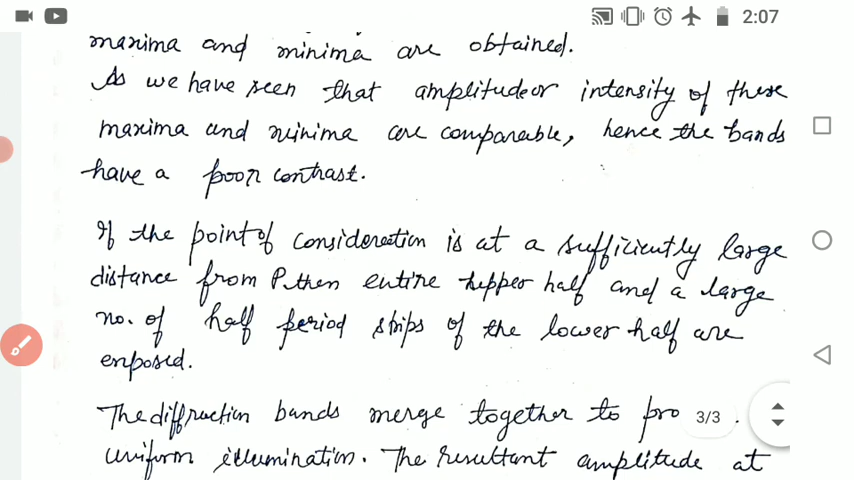 2:07
maxima and minima are obtained.
As we have seen that amplitude or intensity of these
maxima and minima are comparable, hence the bands
have a poor contrast.
If the point of consideration is at a sufficiently large
distance from P. then entire upper half and a large
no. of half period strips of the lower half are
exposed.
The diffraction bands merge together to pro
3/3
uniform illumination. The resultant amplitude at